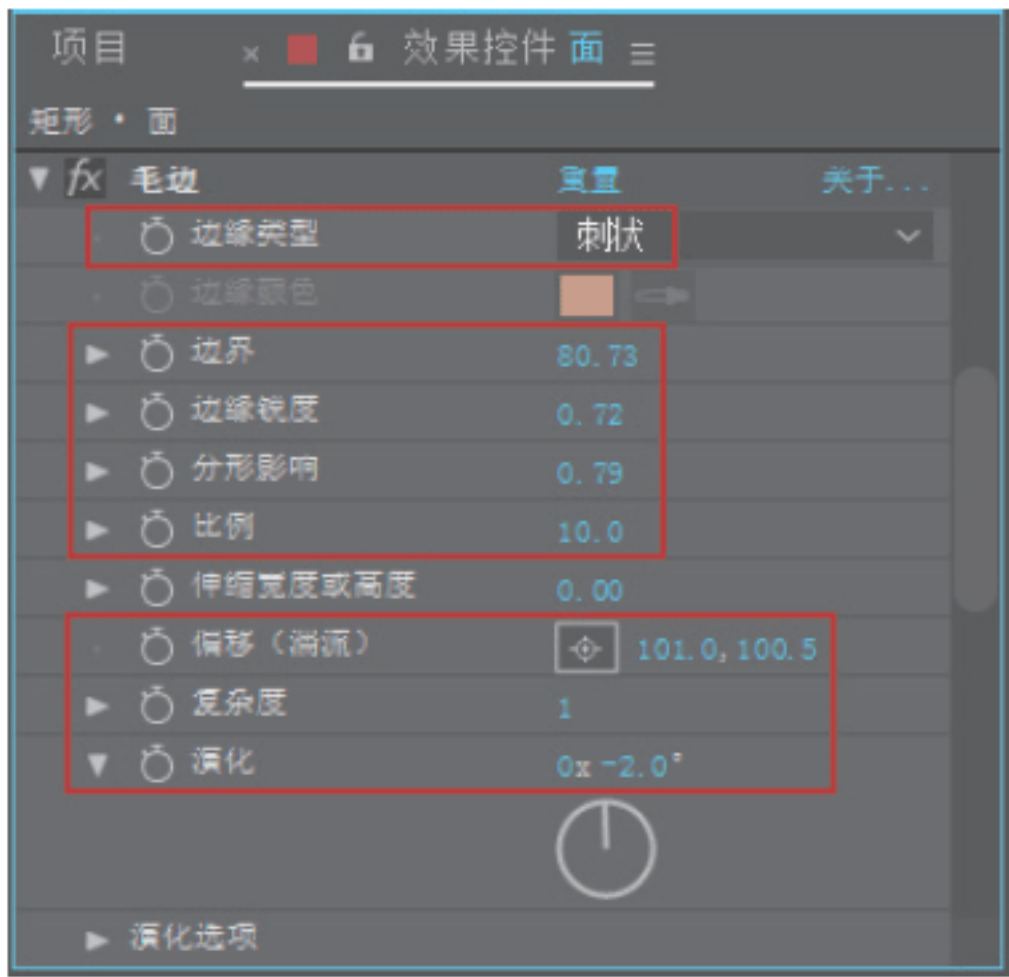 项目 × 效果控件 面 ≡
矩形 • 面
fx 毛边 重置 关于...
边缘类型 刺状
边缘颜色
边界 80.73
边缘锐度 0.72
分形影响 0.79
比例 10.0
伸缩宽度或高度 0.00
偏移（湍流） 101.0,100.5
复杂度 1
演化 0x -2.0°
演化选项